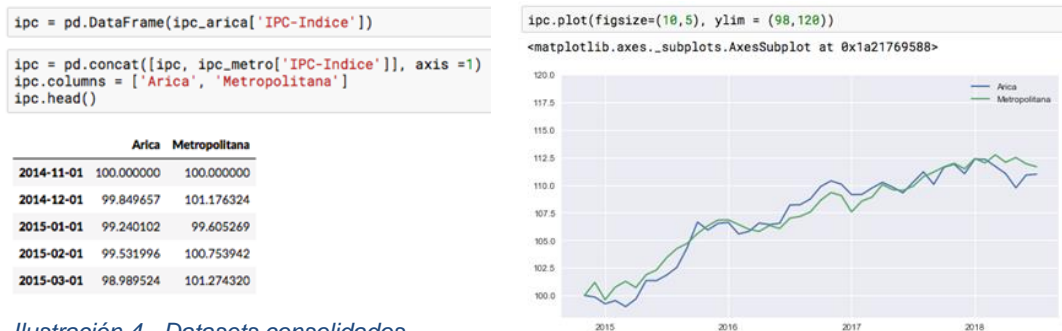 ipc = pd.DataFrame(ipc_arica['IPC-Indice'])
ipc = pd.concat([ipc, ipc_metro['IPC-Indice']], axis =1)
ipc.columns = ['Arica', 'Metropolitana']
ipc.head()
Arica Metropolitana
2014-11-01 100.000000 100.000000
2014-12-01 99.849657 101.176324
2015-01-01 99.240102 99.605269
2015-02-01 99.531996 100.753942
2015-03-01 98.989524 101.274320
Ilustración 4 - Datasets consolidados
ipc.plot(figsize=(10,5), ylim = (98,120))
<matplotlib.axes._subplots.AxesSubplot at 0x1a21769588>
120.0
117.5
115.0
112.5
110.0
107.5
105.0
102.5
100.0
Arica
Metropolitana
2015 2016 2017 2018